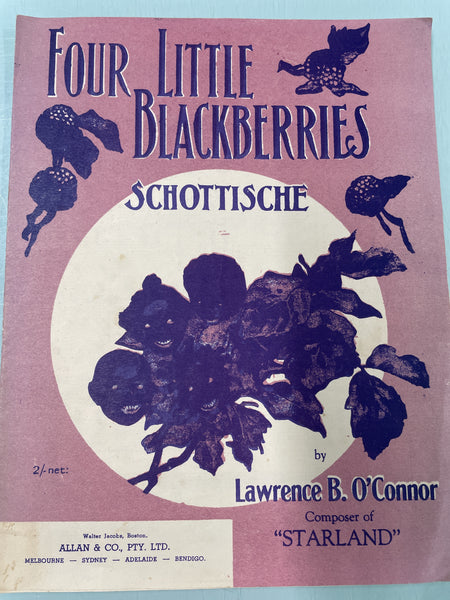 FOUR LITTLE
BLACKBERRIES
SCHOTTISCHE
2/- net:
by
LAWRENCE B. O'CONNOR
Composer of
"STARLAND"
Walter Jacobs, Boston.
ALLAN & CO., PTY. LTD.
MELBOURNE — SYDNEY — ADELAIDE — BENDIGO.